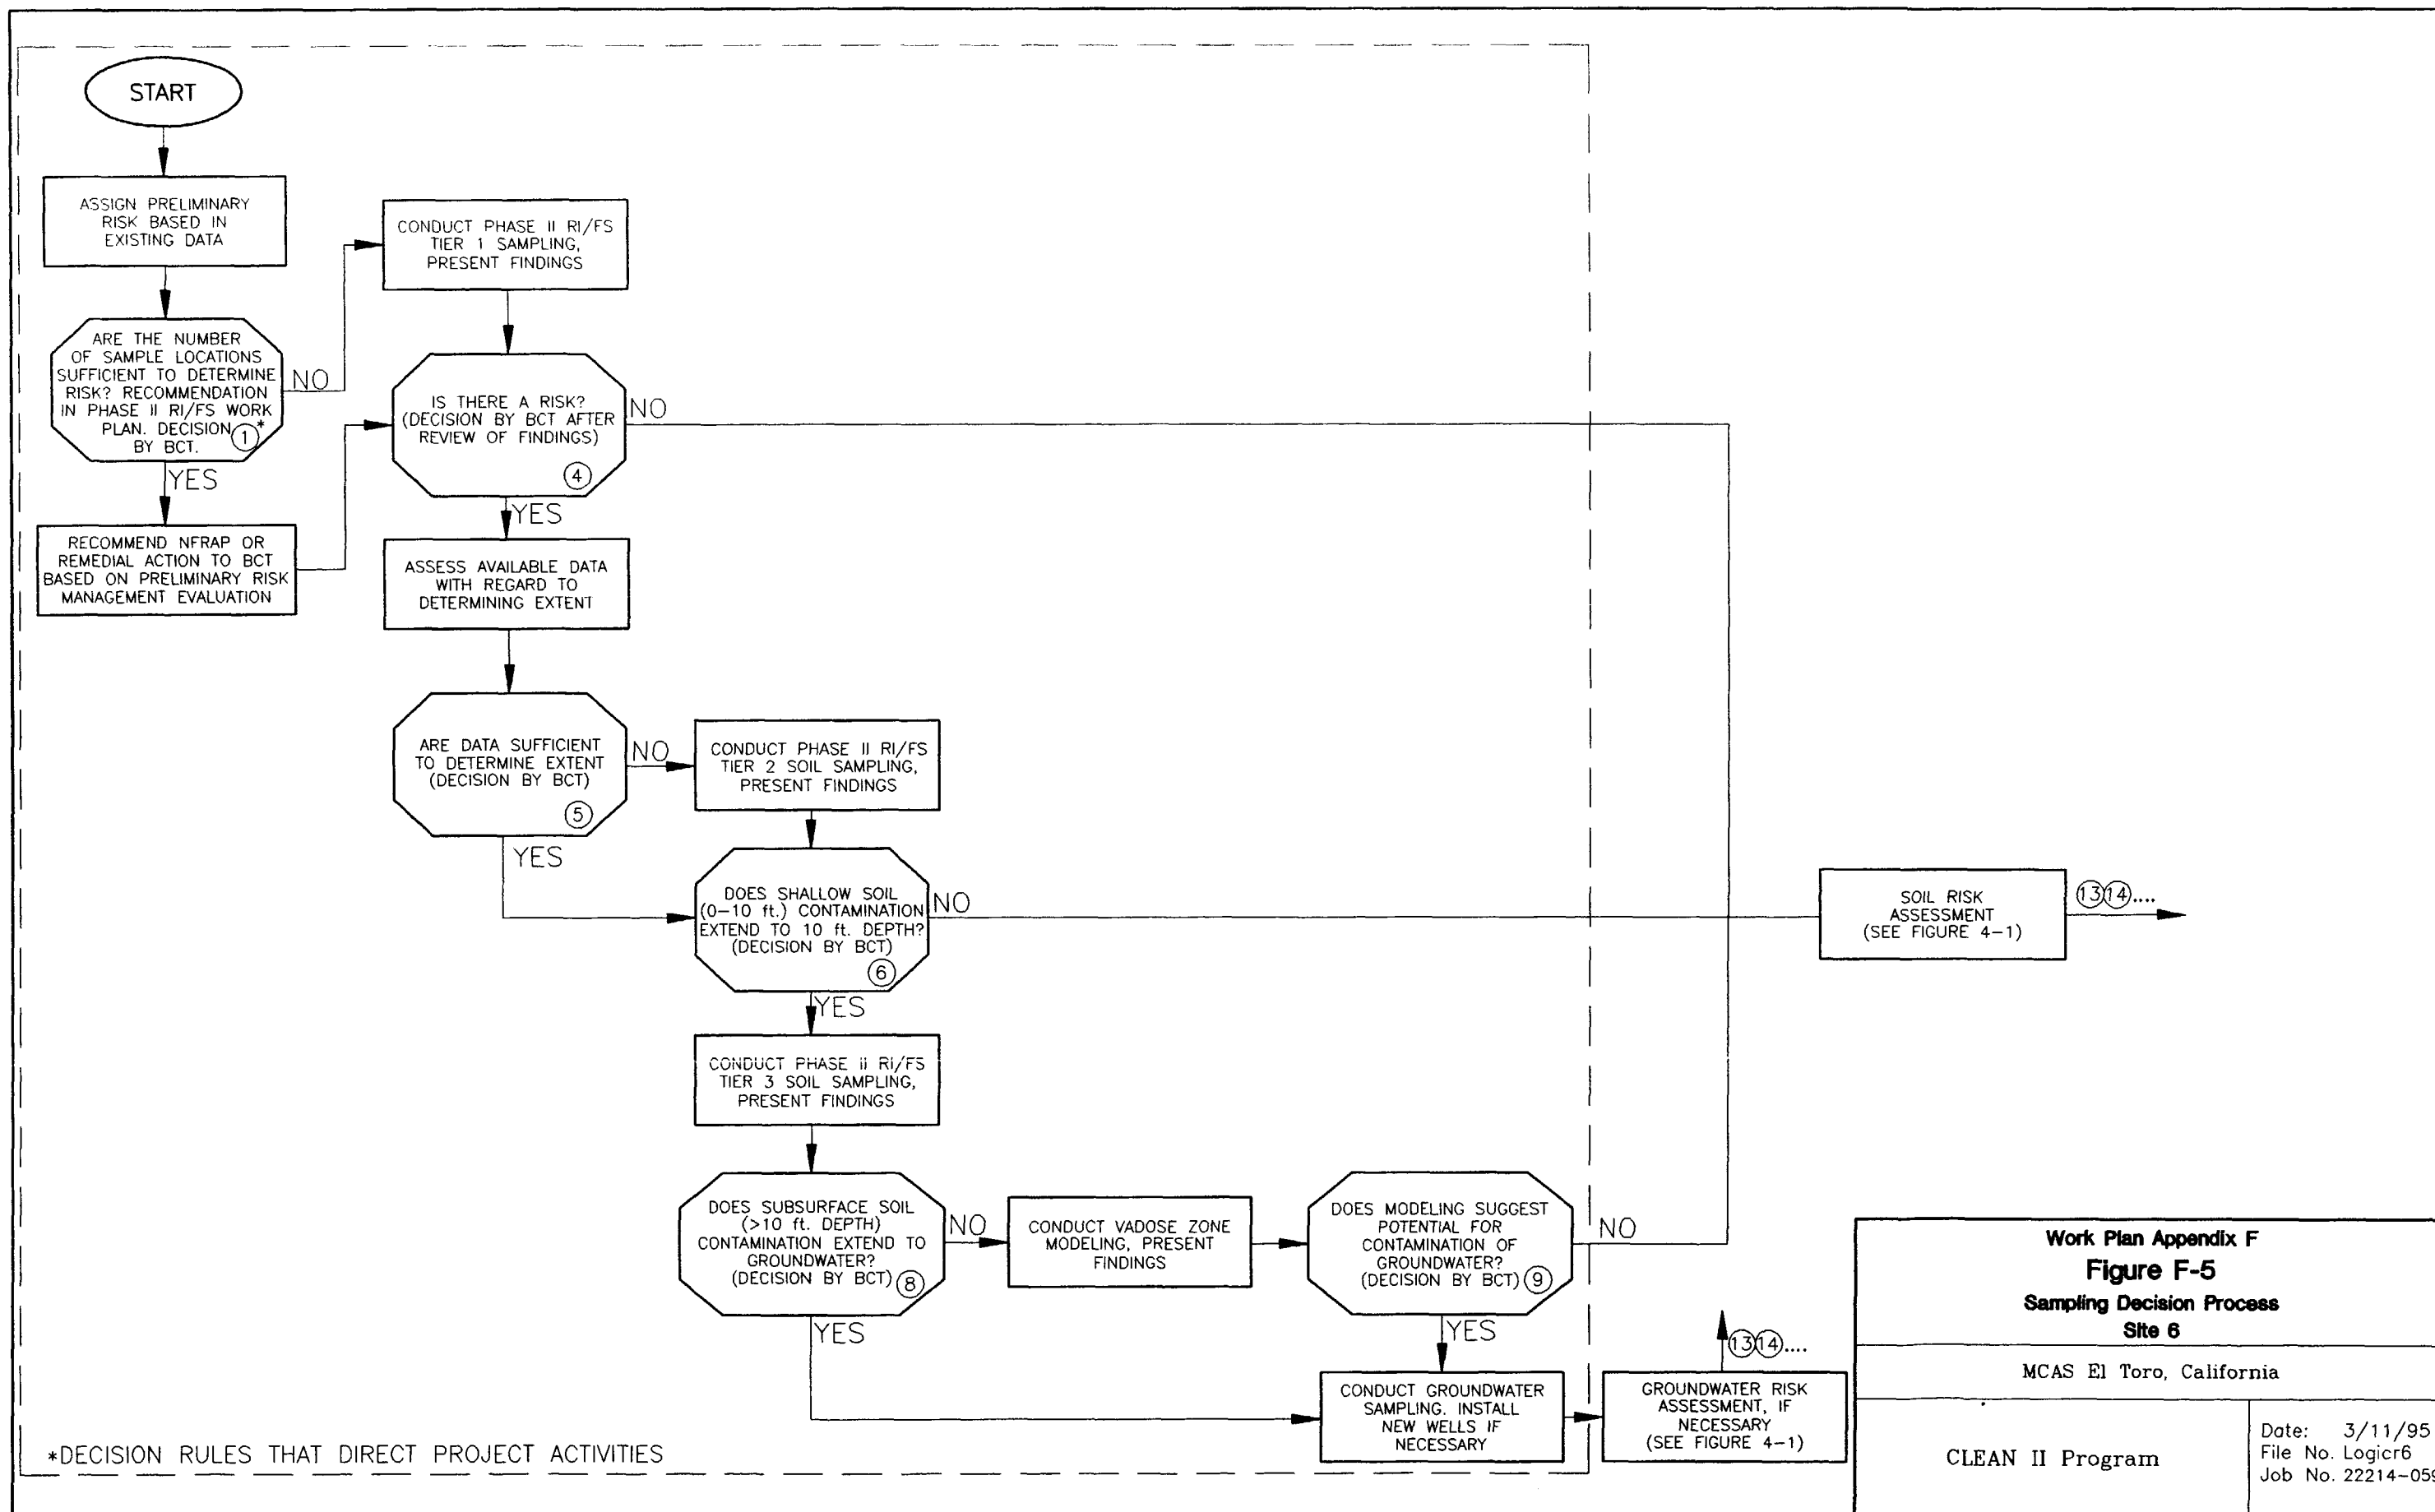 START
ASSIGN PRELIMINARY
RISK BASED IN
EXISTING DATA
ARE THE NUMBER
OF SAMPLE LOCATIONS
SUFFICIENT TO DETERMINE
RISK? RECOMMENDATION
IN PHASE II RI/FS WORK
PLAN. DECISION
BY BCT.
1
*
NO
YES
RECOMMEND NFRAP OR
REMEDIAL ACTION TO BCT
BASED ON PRELIMINARY RISK
MANAGEMENT EVALUATION
CONDUCT PHASE II RI/FS
TIER 1 SAMPLING,
PRESENT FINDINGS
IS THERE A RISK?
(DECISION BY BCT AFTER
REVIEW OF FINDINGS)
4
NO
YES
ASSESS AVAILABLE DATA
WITH REGARD TO
DETERMINING EXTENT
ARE DATA SUFFICIENT
TO DETERMINE EXTENT
(DECISION BY BCT)
5
NO
YES
CONDUCT PHASE II RI/FS
TIER 2 SOIL SAMPLING,
PRESENT FINDINGS
DOES SHALLOW SOIL
(0-10 ft.) CONTAMINATION
EXTEND TO 10 ft. DEPTH?
(DECISION BY BCT)
6
NO
YES
SOIL RISK
ASSESSMENT
(SEE FIGURE 4-1)
13 14....
CONDUCT PHASE II RI/FS
TIER 3 SOIL SAMPLING,
PRESENT FINDINGS
DOES SUBSURFACE SOIL
(>10 ft. DEPTH)
CONTAMINATION EXTEND TO
GROUNDWATER?
(DECISION BY BCT) 8
NO
YES
CONDUCT VADOSE ZONE
MODELING, PRESENT
FINDINGS
DOES MODELING SUGGEST
POTENTIAL FOR
CONTAMINATION OF
GROUNDWATER?
(DECISION BY BCT) 9
NO
YES
CONDUCT GROUNDWATER
SAMPLING. INSTALL
NEW WELLS IF
NECESSARY
13 14....
GROUNDWATER RISK
ASSESSMENT, IF
NECESSARY
(SEE FIGURE 4-1)
*DECISION RULES THAT DIRECT PROJECT ACTIVITIES
Work Plan Appendix F
Figure F-5
Sampling Decision Process
Site 6
MCAS El Toro, California
CLEAN II Program
Date: 3/11/95
File No. Logicr6
Job No. 22214-059